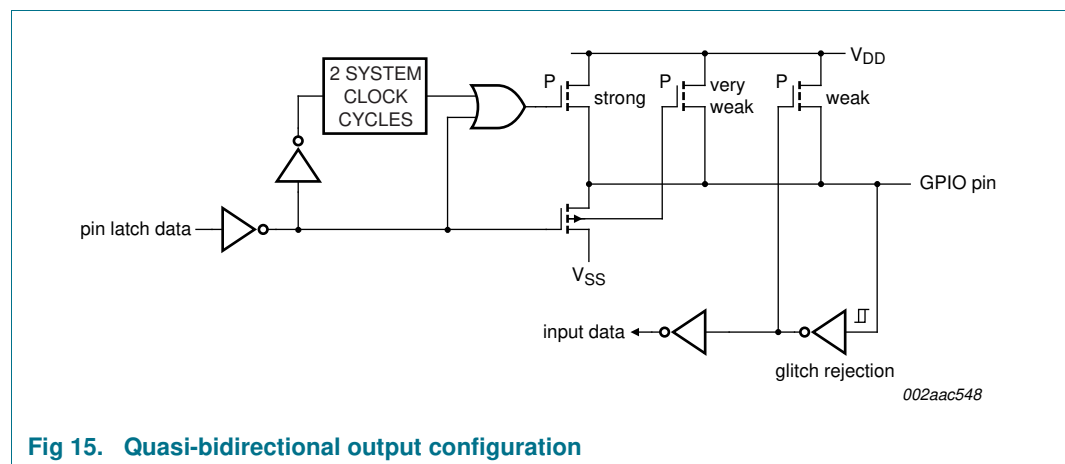 2 SYSTEM
CLOCK
CYCLES
P
strong
P
very
weak
P
weak
VDD
GPIO pin
pin latch data
VSS
input data
glitch rejection
002aac548
Fig 15. Quasi-bidirectional output configuration